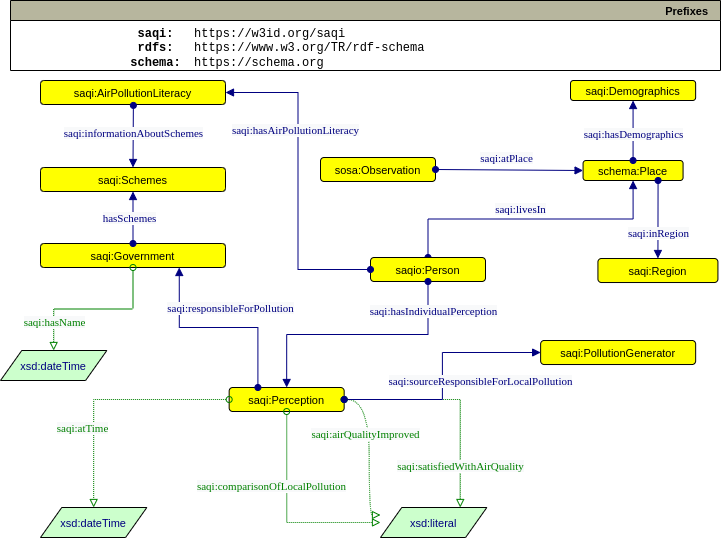 Prefixes
saqi: https://w3id.org/saqi
rdfs: https://www.w3.org/TR/rdf-schema
schema: https://schema.org
saqi:AirPollutionLiteracy
saqi:Demographics
saqi:informationAboutSchemes
saqi:hasAirPollutionLiteracy
saqi:hasDemographics
saqi:atPlace
sosa:Observation
schema:Place
saqi:Schemes
saqi:livesIn
hasSchemes
saqi:inRegion
saqi:Government
saqio:Person
saqi:Region
saqi:responsibleForPollution
saqi:hasIndividualPerception
saqi:hasName
saqi:PollutionGenerator
xsd:dateTime
saqi:sourceResponsibleForLocalPollution
saqi:Perception
saqi:atTime
saqi:airQualityImproved
saqi:satisfiedWithAirQuality
saqi:comparisonOfLocalPollution
xsd:dateTime
xsd:literal